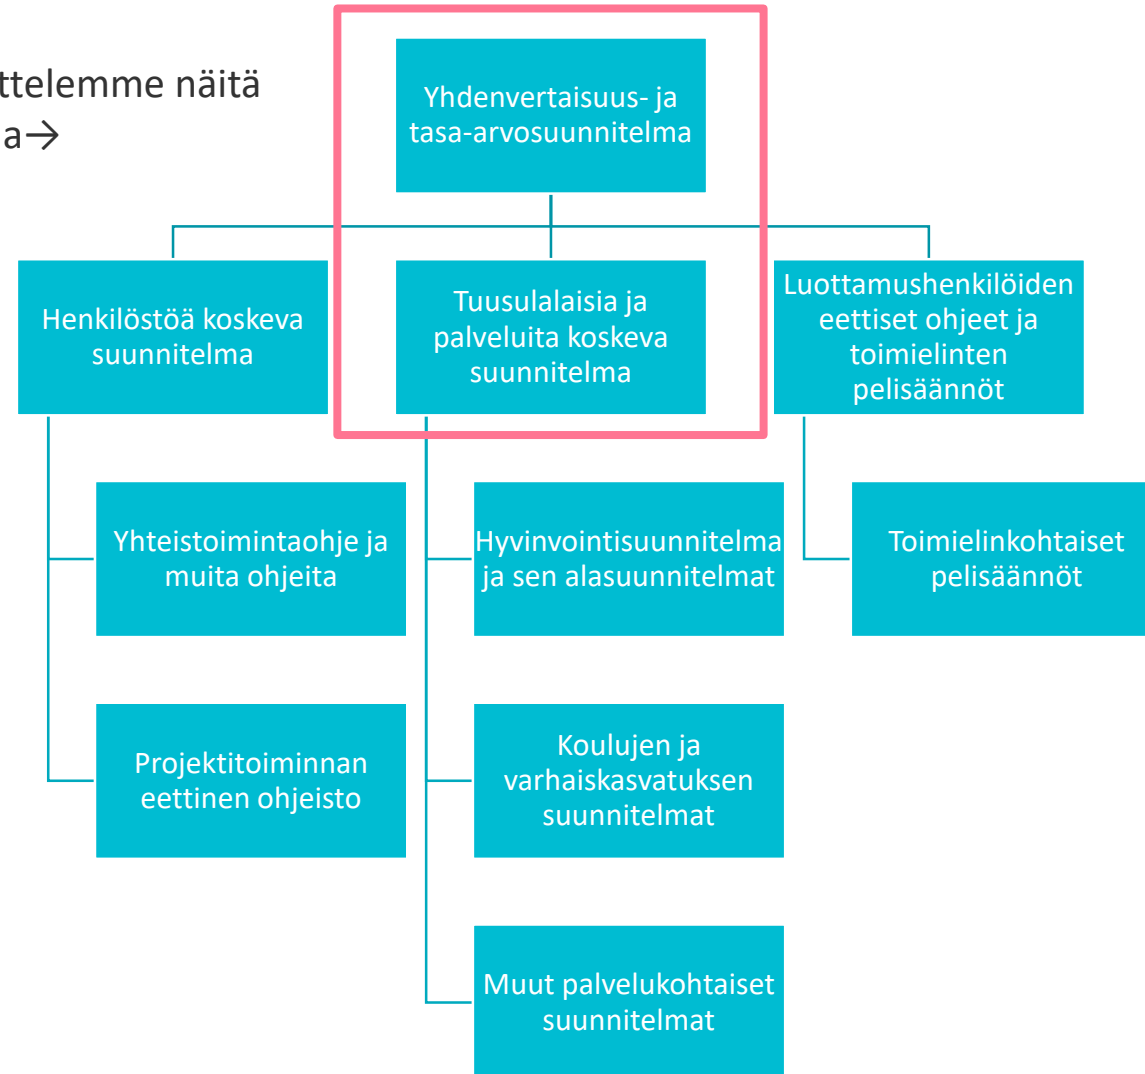 ttelemme näitä
a→
Yhdenvertaisuus- ja
tasa-arvosuunnitelma
Henkilöstöä koskeva
suunnitelma
Tuusulalaisia ja
palveluita koskeva
suunnitelma
Luottamushenkilöiden
eettiset ohjeet ja
toimielinten
pelisäännöt
Yhteistoimintaohje ja
muita ohjeita
Hyvinvointisuunnitelma
ja sen alasuunnitelmat
Toimielinkohtaiset
pelisäännöt
Projektitoiminnan
eettinen ohjeisto
Koulujen ja
varhaiskasvatuksen
suunnitelmat
Muut palvelukohtaiset
suunnitelmat